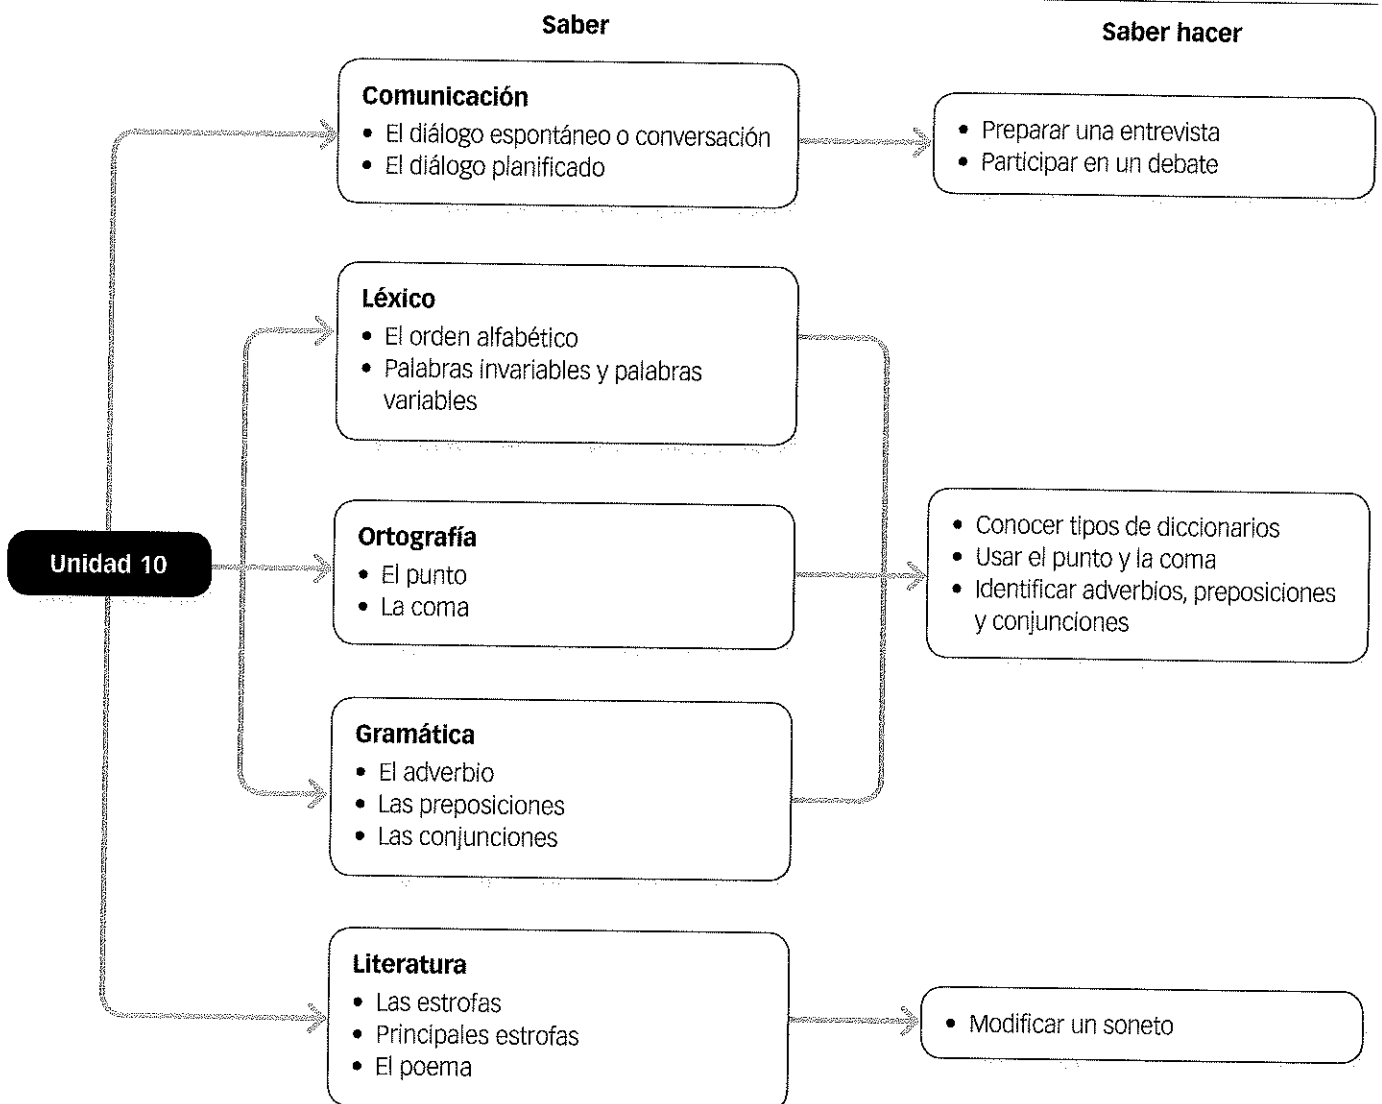 Saber
Saber hacer
Unidad 10
Comunicación
• El diálogo espontáneo o conversación
• El diálogo planificado
• Preparar una entrevista
• Participar en un debate
Léxico
• El orden alfabético
• Palabras invariables y palabras
variables
Ortografía
• El punto
• La coma
Gramática
• El adverbio
• Las preposiciones
• Las conjunciones
• Conocer tipos de diccionarios
• Usar el punto y la coma
• Identificar adverbios, preposiciones
y conjunciones
Literatura
• Las estrofas
• Principales estrofas
• El poema
• Modificar un soneto